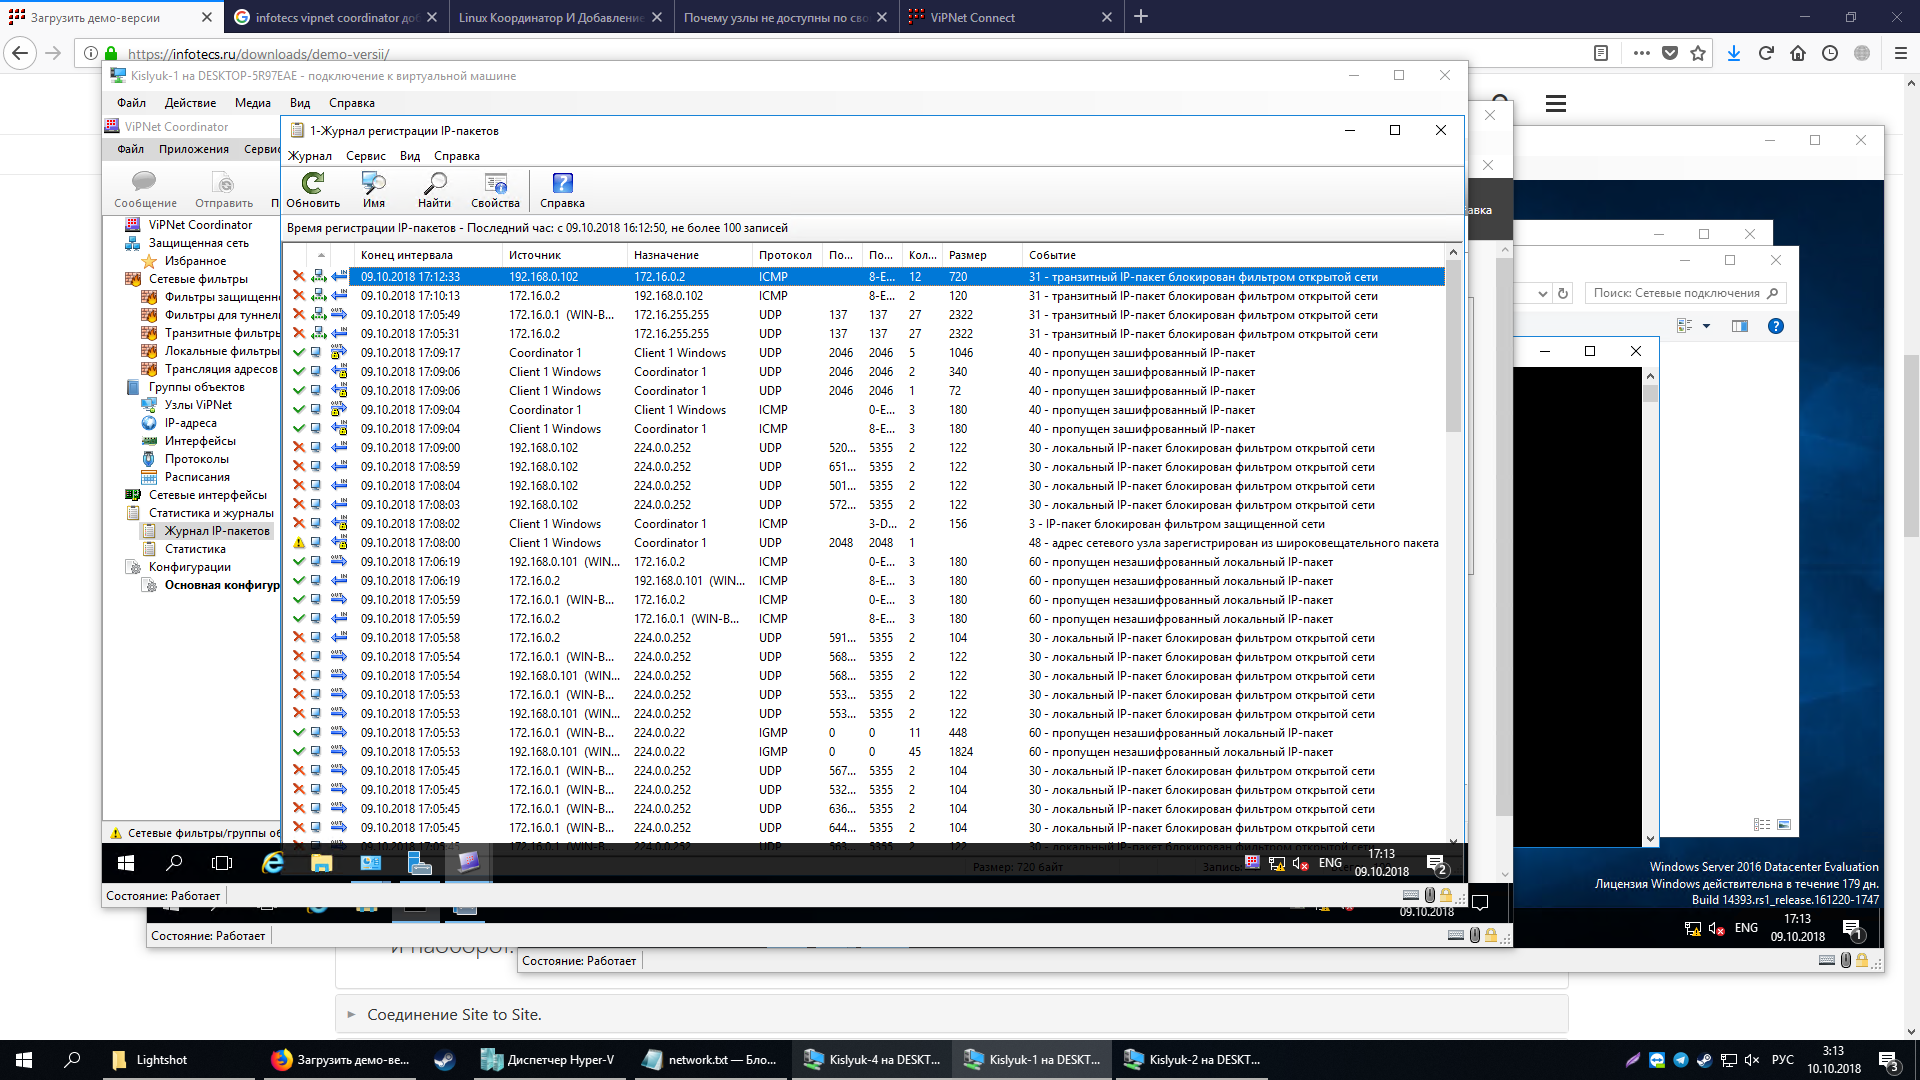 Загрузить демо-версии
infotecs vipnet coordinator до
Linux Координатор И Добавление
Почему узлы не доступны по сво
ViPNet Connect
https://infotecs.ru/downloads/demo-versii/
Kislyuk-1 на DESKTOP-5R97EAE - подключение к виртуальной машине
Файл Действие Медиа Вид Справка
ViPNet Coordinator
Файл Приложения Сервис
Сообщение Отправить
ViPNet Coordinator
Защищенная сеть
Избранное
Сетевые фильтры
Фильтры защищенн
Фильтры для туннел
Транзитные фильтры
Локальные фильтры
Трансляция адресов
Группы объектов
Узлы ViPNet
IP-адреса
Интерфейсы
Протоколы
Расписания
Сетевые интерфейсы
Статистика и журналы
Журнал IP-пакетов
Статистика
Конфигурации
Основная конфигур
Сетевые фильтры/группы об
1-Журнал регистрации IP-пакетов
Журнал Сервис Вид Справка
Обновить Имя Найти Свойства Справка
Время регистрации IP-пакетов - Последний час: с 09.10.2018 16:12:50, не более 100 записей
Конец интервала Источник Назначение Протокол По... По... Кол... Размер Событие
09.10.2018 17:12:33 192.168.0.102 172.16.0.2 ICMP 8-E... 12 720 31 - транзитный IP-пакет блокирован фильтром открытой сети
09.10.2018 17:10:13 172.16.0.2 192.168.0.102 ICMP 8-E... 2 120 31 - транзитный IP-пакет блокирован фильтром открытой сети
09.10.2018 17:05:49 172.16.0.1 (WIN-B... 172.16.255.255 UDP 137 137 27 2322 31 - транзитный IP-пакет блокирован фильтром открытой сети
09.10.2018 17:05:31 172.16.0.2 172.16.255.255 UDP 137 137 27 2322 31 - транзитный IP-пакет блокирован фильтром открытой сети
09.10.2018 17:09:17 Coordinator 1 Client 1 Windows UDP 2046 2046 5 1046 40 - пропущен зашифрованный IP-пакет
09.10.2018 17:09:06 Client 1 Windows Coordinator 1 UDP 2046 2046 2 340 40 - пропущен зашифрованный IP-пакет
09.10.2018 17:09:06 Client 1 Windows Coordinator 1 UDP 2046 2046 1 72 40 - пропущен зашифрованный IP-пакет
09.10.2018 17:09:04 Coordinator 1 Client 1 Windows ICMP 0-E... 3 180 40 - пропущен зашифрованный IP-пакет
09.10.2018 17:09:04 Client 1 Windows Coordinator 1 ICMP 8-E... 3 180 40 - пропущен зашифрованный IP-пакет
09.10.2018 17:09:00 192.168.0.102 224.0.0.252 UDP 520... 5355 2 122 30 - локальный IP-пакет блокирован фильтром открытой сети
09.10.2018 17:08:59 192.168.0.102 224.0.0.252 UDP 651... 5355 2 122 30 - локальный IP-пакет блокирован фильтром открытой сети
09.10.2018 17:08:04 192.168.0.102 224.0.0.252 UDP 501... 5355 2 122 30 - локальный IP-пакет блокирован фильтром открытой сети
09.10.2018 17:08:03 192.168.0.102 224.0.0.252 UDP 572... 5355 2 122 30 - локальный IP-пакет блокирован фильтром открытой сети
09.10.2018 17:08:02 Client 1 Windows Coordinator 1 ICMP 3-D... 2 156 3 - IP-пакет блокирован фильтром защищенной сети
09.10.2018 17:08:00 Client 1 Windows Coordinator 1 UDP 2048 2048 1 48 - адрес сетевого узла зарегистрирован из широковещательного пакета
09.10.2018 17:06:19 192.168.0.101 (WIN... 172.16.0.2 ICMP 0-E... 3 180 60 - пропущен незашифрованный локальный IP-пакет
09.10.2018 17:06:19 172.16.0.2 192.168.0.101 (WIN... ICMP 8-E... 3 180 60 - пропущен незашифрованный локальный IP-пакет
09.10.2018 17:05:59 172.16.0.1 (WIN-B... 172.16.0.2 ICMP 0-E... 3 180 60 - пропущен незашифрованный локальный IP-пакет
09.10.2018 17:05:59 172.16.0.2 172.16.0.1 (WIN-B... ICMP 8-E... 3 180 60 - пропущен незашифрованный локальный IP-пакет
09.10.2018 17:05:58 172.16.0.2 224.0.0.252 UDP 591... 5355 2 104 30 - локальный IP-пакет блокирован фильтром открытой сети
09.10.2018 17:05:54 172.16.0.1 (WIN-B... 224.0.0.252 UDP 568... 5355 2 122 30 - локальный IP-пакет блокирован фильтром открытой сети
09.10.2018 17:05:54 192.168.0.101 (WIN... 224.0.0.252 UDP 568... 5355 2 122 30 - локальный IP-пакет блокирован фильтром открытой сети
09.10.2018 17:05:53 172.16.0.1 (WIN-B... 224.0.0.252 UDP 553... 5355 2 122 30 - локальный IP-пакет блокирован фильтром открытой сети
09.10.2018 17:05:53 192.168.0.101 (WIN... 224.0.0.252 UDP 553... 5355 2 122 30 - локальный IP-пакет блокирован фильтром открытой сети
09.10.2018 17:05:53 172.16.0.1 (WIN-B... 224.0.0.22 IGMP 0 0 11 448 60 - пропущен незашифрованный локальный IP-пакет
09.10.2018 17:05:53 192.168.0.101 (WIN... 224.0.0.22 IGMP 0 0 45 1824 60 - пропущен незашифрованный локальный IP-пакет
09.10.2018 17:05:45 172.16.0.1 (WIN-B... 224.0.0.252 UDP 567... 5355 2 104 30 - локальный IP-пакет блокирован фильтром открытой сети
09.10.2018 17:05:45 172.16.0.1 (WIN-B... 224.0.0.252 UDP 532... 5355 2 104 30 - локальный IP-пакет блокирован фильтром открытой сети
09.10.2018 17:05:45 172.16.0.1 (WIN-B... 224.0.0.252 UDP 636... 5355 2 104 30 - локальный IP-пакет блокирован фильтром открытой сети
09.10.2018 17:05:45 172.16.0.1 (WIN-B... 224.0.0.252 UDP 644... 5355 2 104 30 - локальный IP-пакет блокирован фильтром открытой сети
Размер: 720 байт
ENG 17:13
09.10.2018 2
Состояние: Работает
авка
Поиск: Сетевые подключения
Windows Server 2016 Datacenter Evaluation
Лицензия Windows действительна в течение 179 дн.
Build 14393.rs1_release.161220-1747
ENG 17:13
09.10.2018 1
09.10.2018
Состояние: Работает
и наоборот.
Состояние: Работает
Соединение Site to Site.
Lightshot
Загрузить демо-ве...
Диспетчер Hyper-V
network.txt — Бло...
Kislyuk-4 на DESKT...
Kislyuk-1 на DESKT...
Kislyuk-2 на DESKT...
РУС 3:13
10.10.2018 3